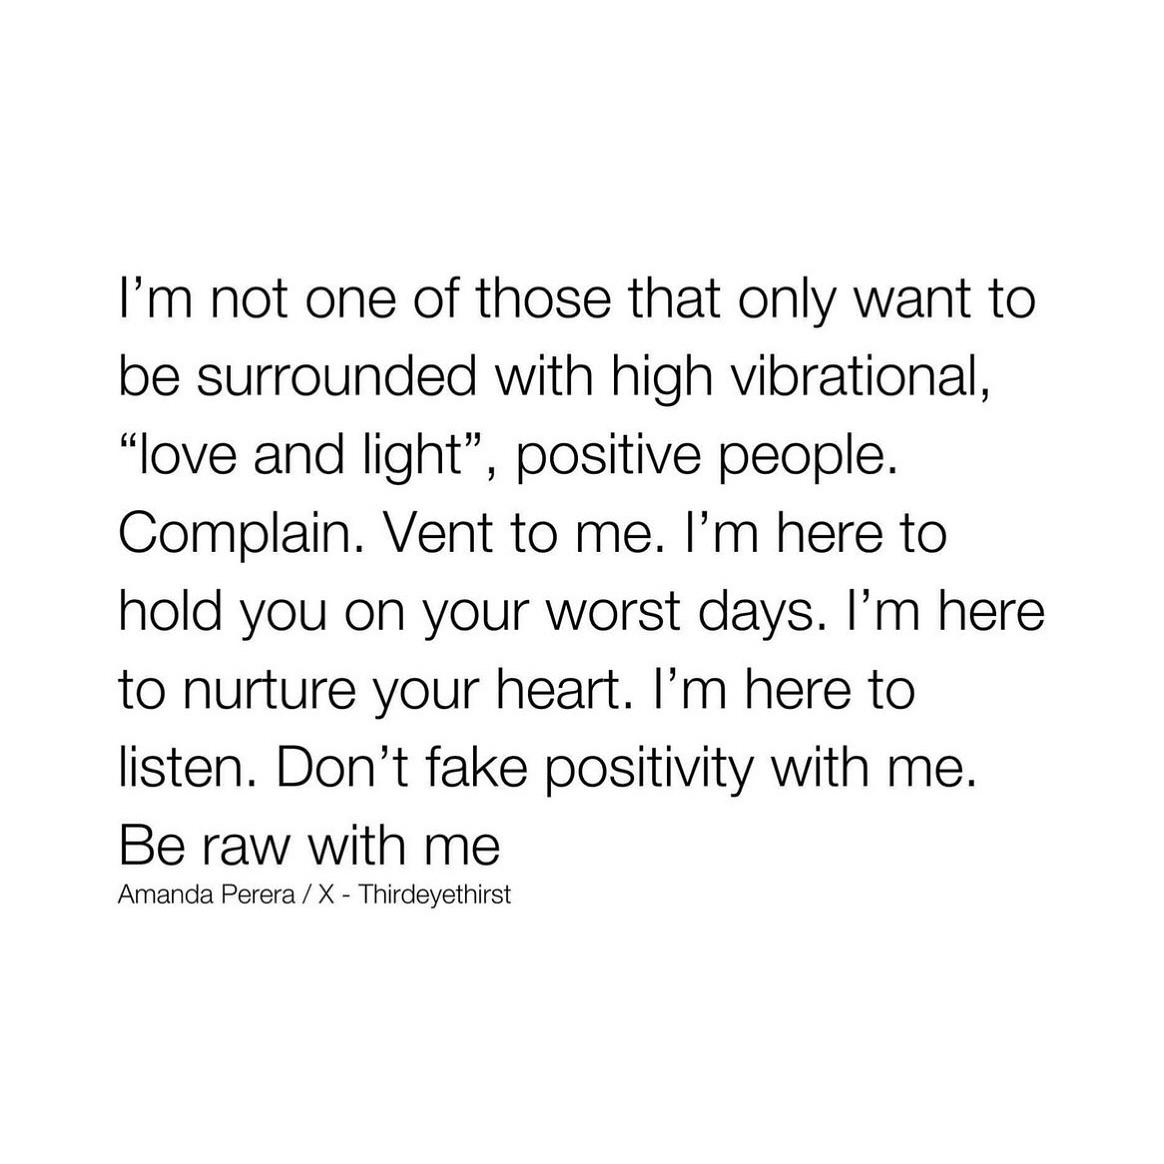 I’m not one of those that only want to
be surrounded with high vibrational,
“love and light”, positive people.
Complain. Vent to me. I’m here to
hold you on your worst days. I’m here
to nurture your heart. I’m here to
listen. Don’t fake positivity with me.
Be raw with me
Amanda Perera / X - Thirdeyethirst